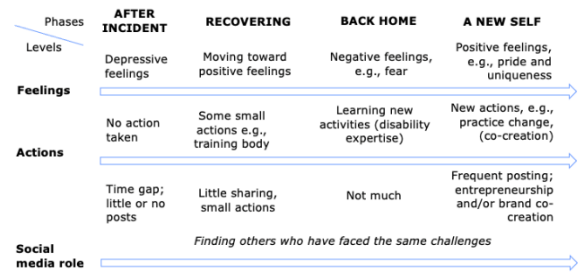 Phases
Levels
AFTER
INCIDENT
RECOVERING
BACK HOME
A NEW SELF
Depressive
feelings
Moving toward
positive feelings
Negative feelings,
e.g., fear
Positive feelings,
e.g., pride and
uniqueness
Feelings
No action
taken
Some small
actions e.g.,
training body
Learning new
activities (disability
expertise)
New actions, e.g.,
practice change,
(co-creation)
Actions
Time gap;
little or no
posts
Little sharing,
small actions
Not much
Frequent posting;
entrepreneurship
and/or brand co-
creation
Finding others who have faced the same challenges
Social
media role